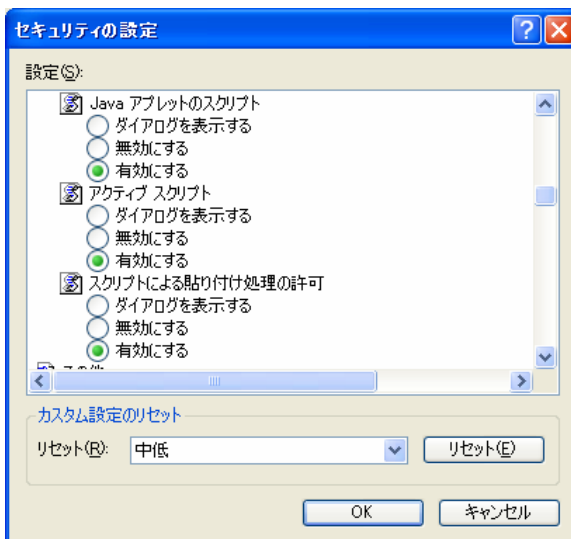 セキュリティの設定
設定(S):
Java アプレットのスクリプト
ダイアログを表示する
無効にする
有効にする
アクティブ スクリプト
ダイアログを表示する
無効にする
有効にする
スクリプトによる貼り付け処理の許可
ダイアログを表示する
無効にする
有効にする
カスタム設定のリセット
リセット(R): 中低 リセット(E)
OK キャンセル